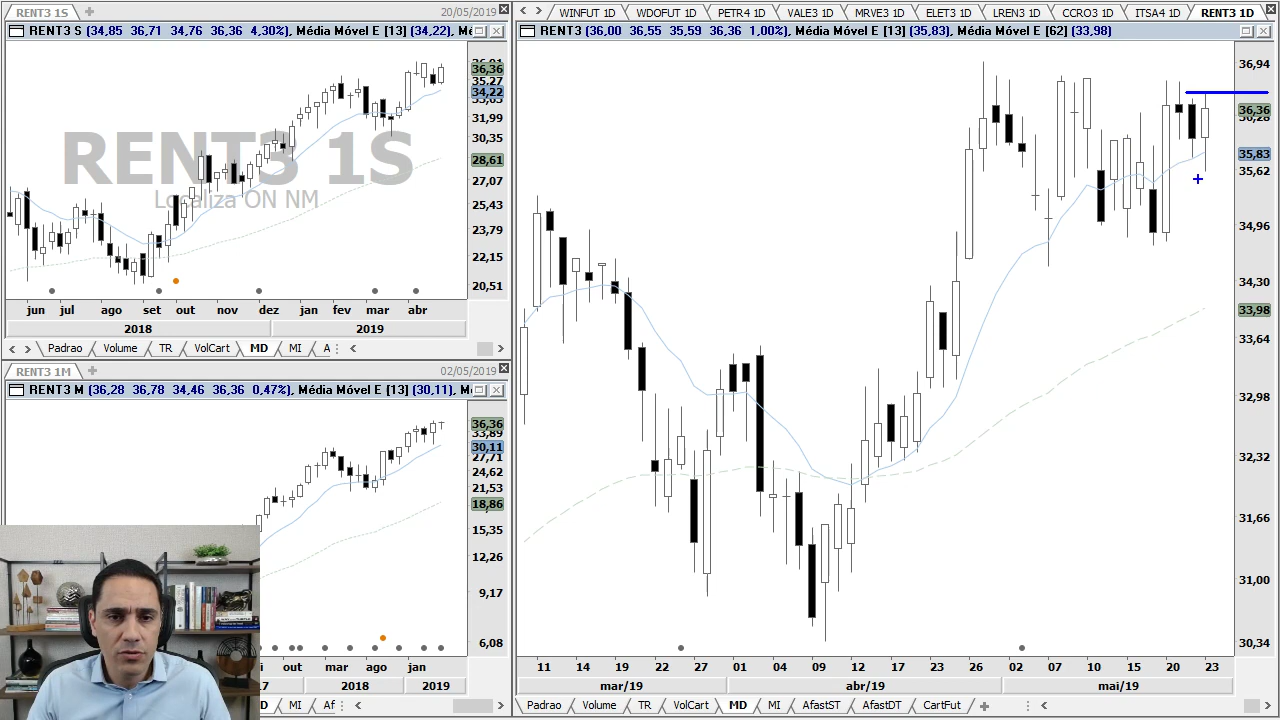 RENT3 1S
20/05/2019
RENT3 S (34,85 36,71 34,76 36,36 4,30%), Média Móvel E [13] (34,22), Mé
36,36
35,27
34,22
31,99
30,35
28,61
27,07
25,43
23,79
22,15
20,51
RENT3 1S
Localiza ON NM
jun jul ago set out nov dez jan fev mar abr
2018 2019
Padrao Volume TR VolCart MD MI A
RENT3 1M
02/05/2019
RENT3 M (36,28 36,78 34,46 36,36 0,47%), Média Móvel E [13] (30,11), M
36,36
33,89
30,11
27,71
24,62
21,53
18,86
15,35
12,26
9,17
6,08
out mar ago jan
2018 2019
MI Af
WINFUT 1D WDOFUT 1D PETR4 1D VALE3 1D MRVE3 1D ELET3 1D LREN3 1D CCRO3 1D ITSA4 1D RENT3 1D
RENT3 (36,00 36,55 35,59 36,36 1,00%), Média Móvel E [13] (35,83), Média Móvel E [62] (33,98)
36,94
36,36
36,28
35,83
35,62
34,96
34,30
33,98
33,64
32,98
32,32
31,66
31,00
30,34
11 14 19 22 27 01 04 09 12 17 23 26 02 07 10 15 20 23
mar/19 abr/19 mai/19
Padrao Volume TR VolCart MD MI AfastST AfastDT CartFut